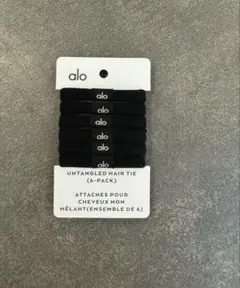 alo
alo
alo
alo
alo
alo
alo
UNTANGLED HAIR TIE
(6-PACK)
ATTACHES POUR
CHEVEUX NON
MÊLANT(ENSEMBLE DE 6)